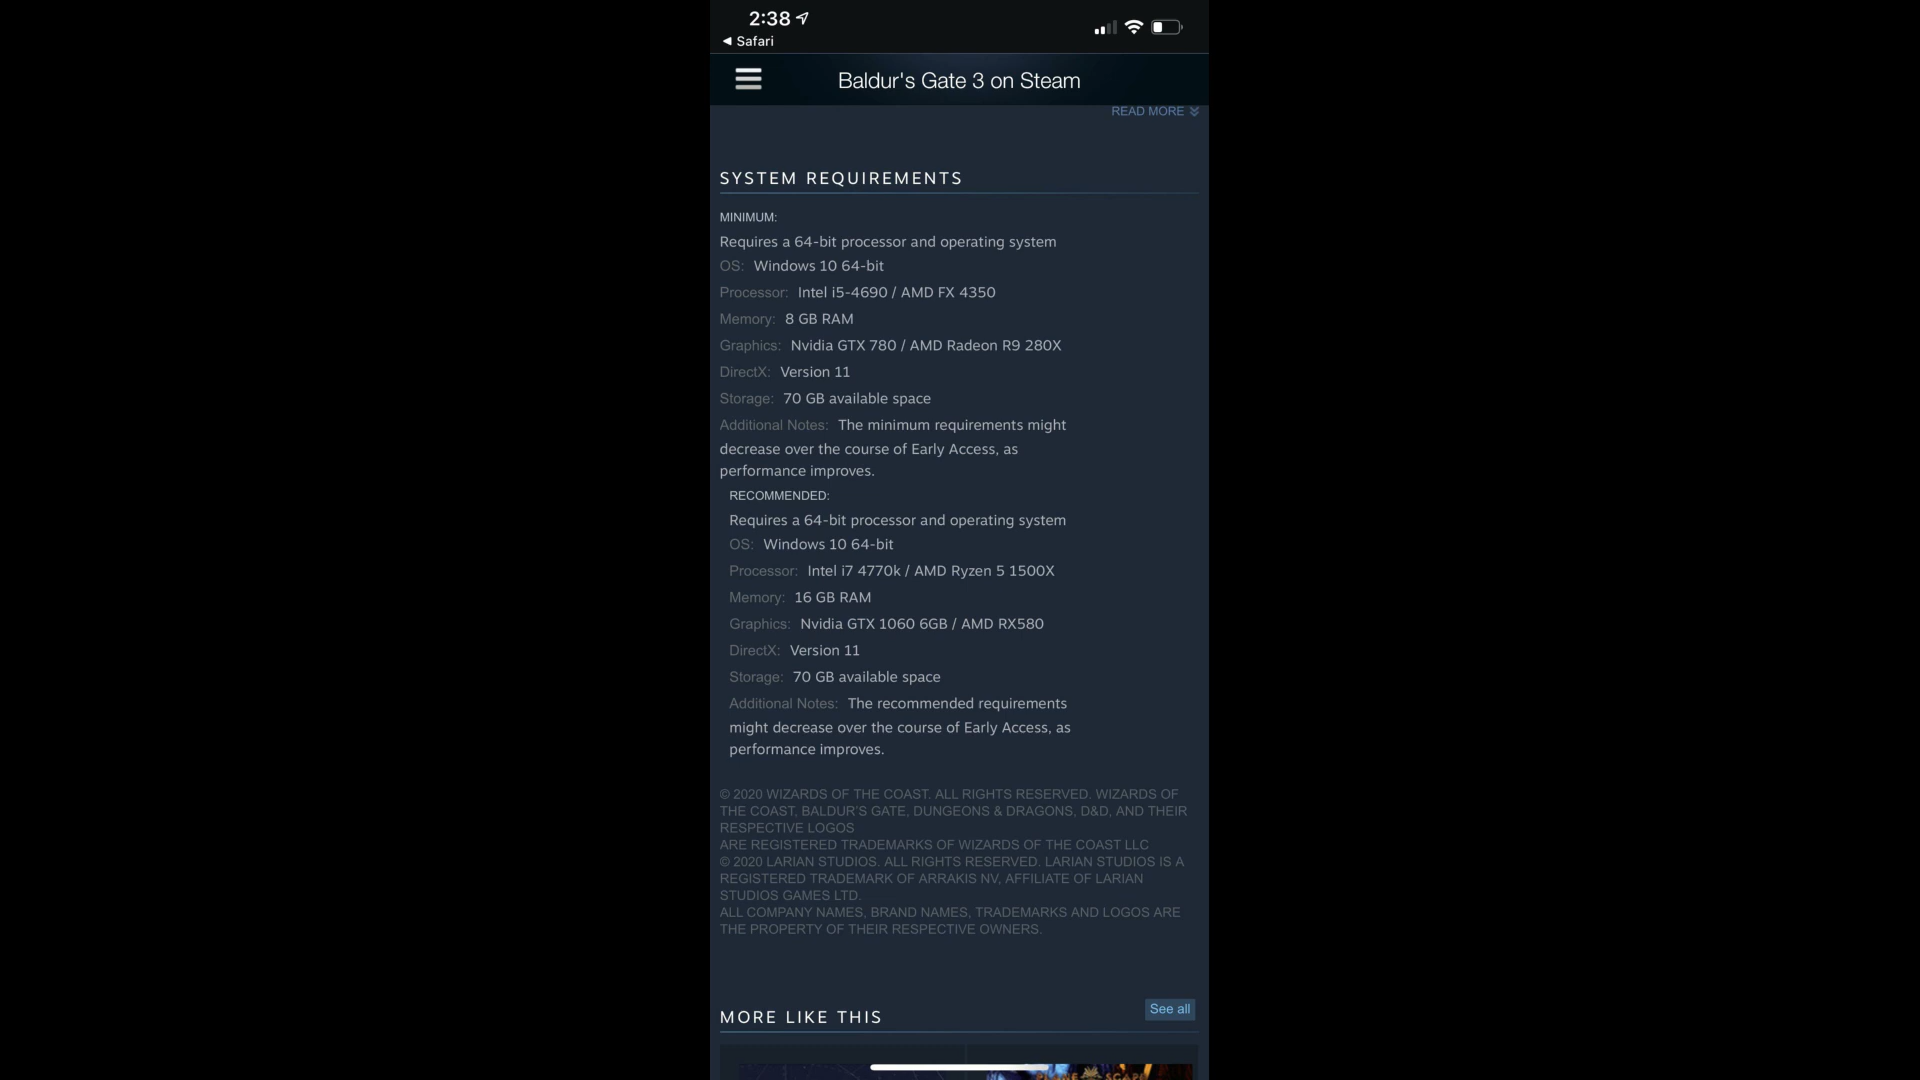 2:38
Safari
Baldur's Gate 3 on Steam
READ MORE
SYSTEM REQUIREMENTS
MINIMUM:
Requires a 64-bit processor and operating system
OS: Windows 10 64-bit
Processor: Intel i5-4690 / AMD FX 4350
Memory: 8 GB RAM
Graphics: Nvidia GTX 780 / AMD Radeon R9 280X
DirectX: Version 11
Storage: 70 GB available space
Additional Notes: The minimum requirements might
decrease over the course of Early Access, as
performance improves.
RECOMMENDED:
Requires a 64-bit processor and operating system
OS: Windows 10 64-bit
Processor: Intel i7 4770k / AMD Ryzen 5 1500X
Memory: 16 GB RAM
Graphics: Nvidia GTX 1060 6GB / AMD RX580
DirectX: Version 11
Storage: 70 GB available space
Additional Notes: The recommended requirements
might decrease over the course of Early Access, as
performance improves.
© 2020 WIZARDS OF THE COAST. ALL RIGHTS RESERVED. WIZARDS OF
THE COAST, BALDUR'S GATE, DUNGEONS & DRAGONS, D&D, AND THEIR
RESPECTIVE LOGOS
ARE REGISTERED TRADEMARKS OF WIZARDS OF THE COAST LLC
© 2020 LARIAN STUDIOS. ALL RIGHTS RESERVED. LARIAN STUDIOS IS A
REGISTERED TRADEMARK OF ARRAKIS NV, AFFILIATE OF LARIAN
STUDIOS GAMES LTD.
ALL COMPANY NAMES, BRAND NAMES, TRADEMARKS AND LOGOS ARE
THE PROPERTY OF THEIR RESPECTIVE OWNERS.
MORE LIKE THIS
See all